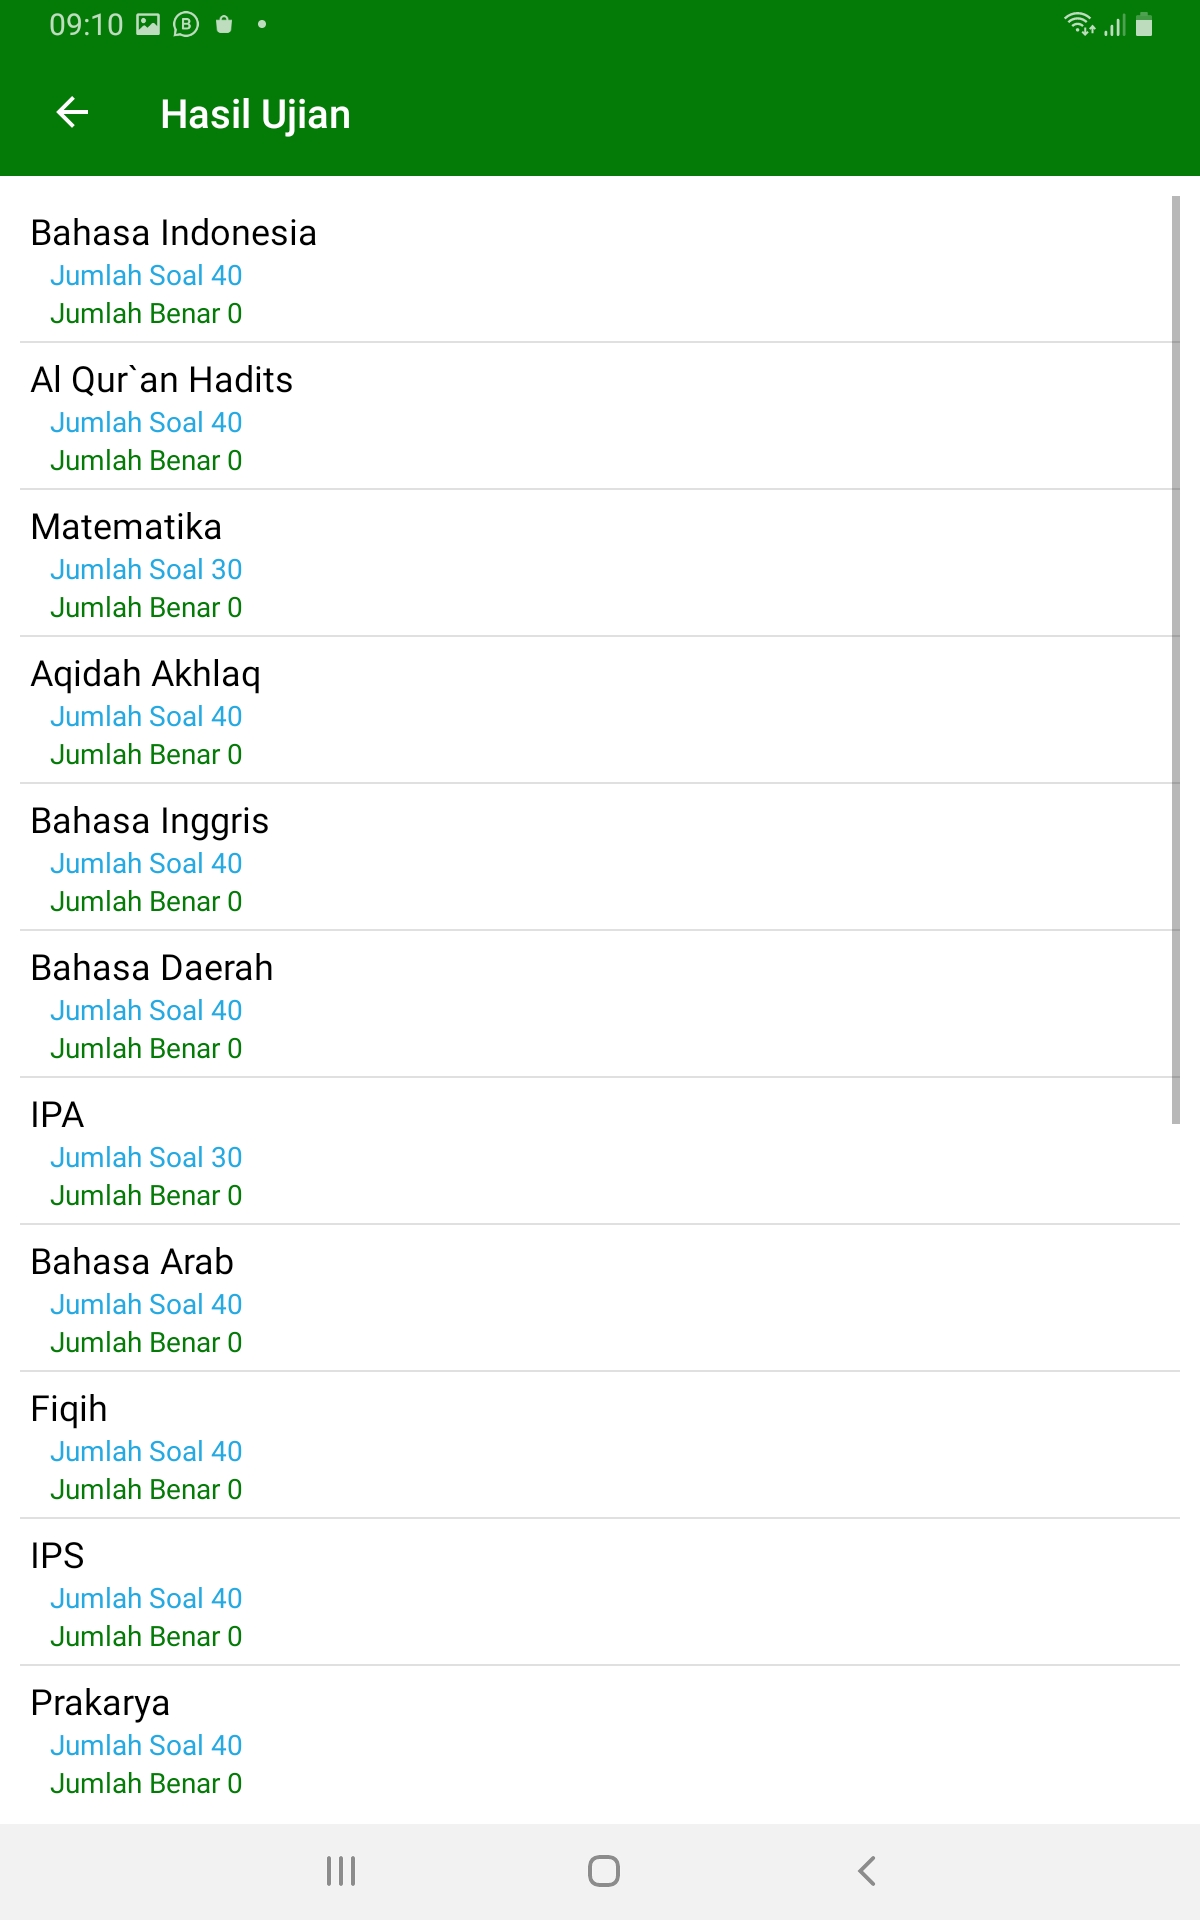 09:10
Hasil Ujian
Bahasa Indonesia
Jumlah Soal 40
Jumlah Benar 0
Al Qur`an Hadits
Jumlah Soal 40
Jumlah Benar 0
Matematika
Jumlah Soal 30
Jumlah Benar 0
Aqidah Akhlaq
Jumlah Soal 40
Jumlah Benar 0
Bahasa Inggris
Jumlah Soal 40
Jumlah Benar 0
Bahasa Daerah
Jumlah Soal 40
Jumlah Benar 0
IPA
Jumlah Soal 30
Jumlah Benar 0
Bahasa Arab
Jumlah Soal 40
Jumlah Benar 0
Fiqih
Jumlah Soal 40
Jumlah Benar 0
IPS
Jumlah Soal 40
Jumlah Benar 0
Prakarya
Jumlah Soal 40
Jumlah Benar 0